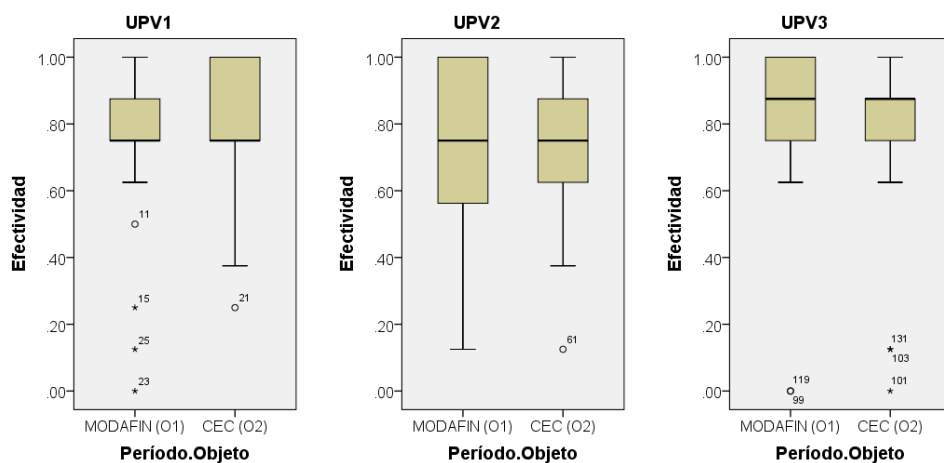 UPV1
1.00
.80
.60
.40
.20
.00
Efectividad
11
15
25
23
21
MODAFIN (O1) CEC (O2)
Período.Objeto
UPV2
1.00
.80
.60
.40
.20
.00
Efectividad
61
MODAFIN (O1) CEC (O2)
Período.Objeto
UPV3
1.00
.80
.60
.40
.20
.00
Efectividad
119
99
131
103
101
MODAFIN (O1) CEC (O2)
Período.Objeto